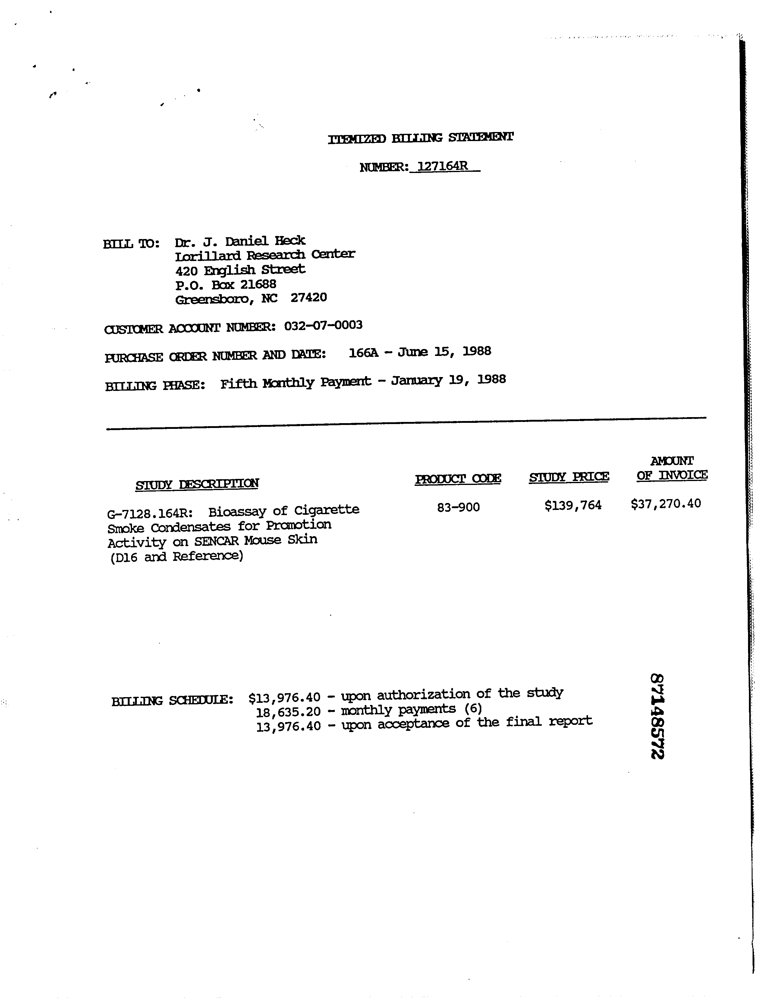 ITEMIZED BILLING STATEMENT
NUMBER: 127164R
BILL TO: Dr. J. Daniel Heck
Lorillard Research Center
420 English Street
P.O. Box 21688
Greensboro, NC 27420
CUSTOMER ACCOUNT NUMBER: 032-07-0003
PURCHASE ORDER NUMBER AND DATE: 166A - June 15, 1988
BILLING PHASE: Fifth Monthly Payment - January 19, 1988
STUDY DESCRIPTION PRODUCT CODE STUDY PRICE AMOUNT OF INVOICE
G-7128.164R: Bioassay of Cigarette 83-900 $139,764 $37,270.40
Smoke Condensates for Promotion
Activity on SENCAR Mouse Skin
(D16 and Reference)
BILLING SCHEDULE: $13,976.40 - upon authorization of the study
18,635.20 - monthly payments (6)
13,976.40 - upon acceptance of the final report
87148572